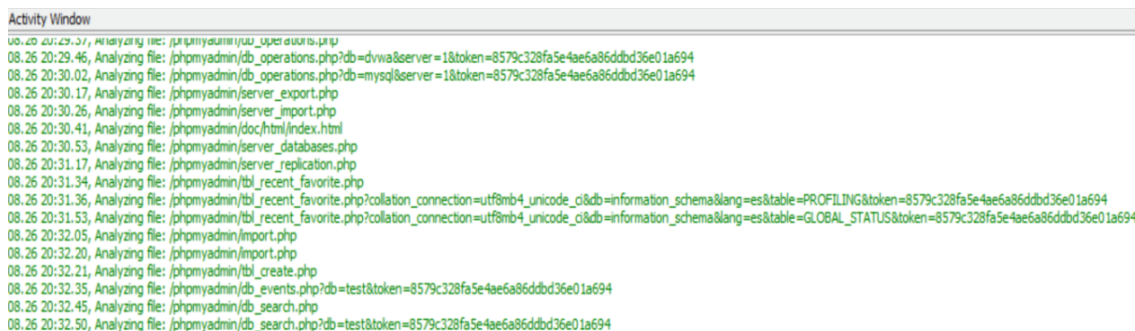 Activity Window
08.26 20:29.37, Analyzing file: /phpmyadmin/db_operations.php
08.26 20:29.46, Analyzing file: /phpmyadmin/db_operations.php?db=dvwa&server=1&token=8579c328fa5e4ae6a86ddbd36e01a694
08.26 20:30.02, Analyzing file: /phpmyadmin/db_operations.php?db=mysql&server=1&token=8579c328fa5e4ae6a86ddbd36e01a694
08.26 20:30.17, Analyzing file: /phpmyadmin/server_export.php
08.26 20:30.26, Analyzing file: /phpmyadmin/server_import.php
08.26 20:30.41, Analyzing file: /phpmyadmin/doc/html/index.html
08.26 20:30.53, Analyzing file: /phpmyadmin/server_databases.php
08.26 20:31.17, Analyzing file: /phpmyadmin/server_replication.php
08.26 20:31.34, Analyzing file: /phpmyadmin/tbl_recent_favorite.php
08.26 20:31.36, Analyzing file: /phpmyadmin/tbl_recent_favorite.php?collation_connection=utf8mb4_unicode_ci&db=information_schema&lang=es&table=PROFILING&token=8579c328fa5e4ae6a86ddbd36e01a694
08.26 20:31.53, Analyzing file: /phpmyadmin/tbl_recent_favorite.php?collation_connection=utf8mb4_unicode_ci&db=information_schema&lang=es&table=GLOBAL_STATUS&token=8579c328fa5e4ae6a86ddbd36e01a694
08.26 20:32.05, Analyzing file: /phpmyadmin/import.php
08.26 20:32.20, Analyzing file: /phpmyadmin/import.php
08.26 20:32.21, Analyzing file: /phpmyadmin/tbl_create.php
08.26 20:32.35, Analyzing file: /phpmyadmin/db_events.php?db=test&token=8579c328fa5e4ae6a86ddbd36e01a694
08.26 20:32.45, Analyzing file: /phpmyadmin/db_search.php
08.26 20:32.50, Analyzing file: /phpmyadmin/db_search.php?db=test&token=8579c328fa5e4ae6a86ddbd36e01a694